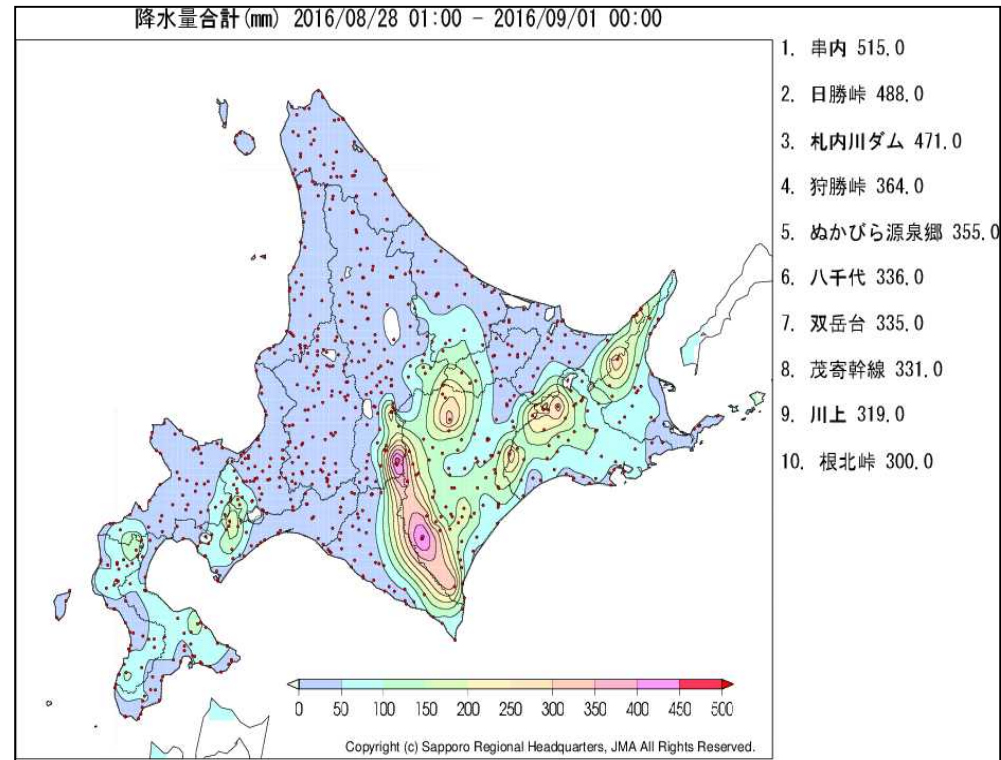 降水量合計(mm) 2016/08/28 01:00 - 2016/09/01 00:00
1. 串内 515.0
2. 日勝峠 488.0
3. 札内川ダム 471.0
4. 狩勝峠 364.0
5. ぬかびら源泉郷 355.0
6. 八千代 336.0
7. 双岳台 335.0
8. 茂寄幹線 331.0
9. 川上 319.0
10. 根北峠 300.0
0 50 100 150 200 250 300 350 400 450 500
Copyright (c) Sapporo Regional Headquarters, JMA All Rights Reserved.